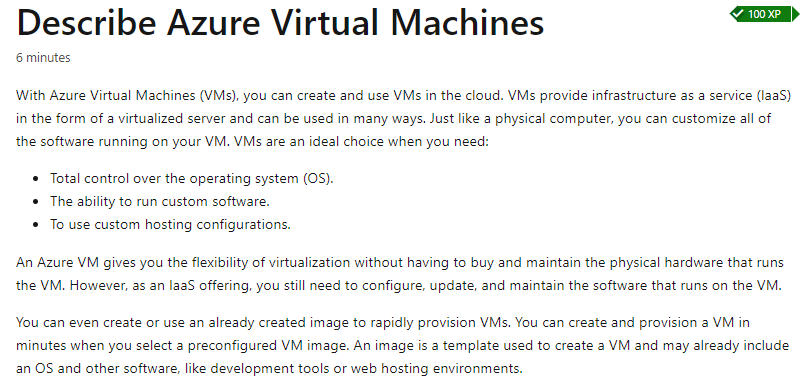 Describe Azure Virtual Machines
100 XP
6 minutes
With Azure Virtual Machines (VMs), you can create and use VMs in the cloud. VMs provide infrastructure as a service (IaaS)
in the form of a virtualized server and can be used in many ways. Just like a physical computer, you can customize all of
the software running on your VM. VMs are an ideal choice when you need:
• Total control over the operating system (OS).
• The ability to run custom software.
• To use custom hosting configurations.
An Azure VM gives you the flexibility of virtualization without having to buy and maintain the physical hardware that runs
the VM. However, as an IaaS offering, you still need to configure, update, and maintain the software that runs on the VM.
You can even create or use an already created image to rapidly provision VMs. You can create and provision a VM in
minutes when you select a preconfigured VM image. An image is a template used to create a VM and may already include
an OS and other software, like development tools or web hosting environments.